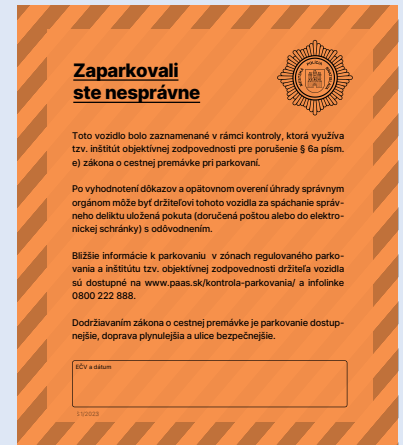 Zaparkovali
ste nesprávne
Toto vozidlo bolo zaznamenané v rámci kontroly, ktorá využíva
tzv. inštitút objektívnej zodpovednosti pre porušenie § 6a písm.
e) zákona o cestnej premávke pri parkovaní.
Po vyhodnotení dôkazov a opätovnom overení úhrady správnym
orgánom môže byť držiteľovi tohoto vozidla za spáchanie správ-
neho deliktu uložená pokuta (doručená poštou alebo do elektro-
nickej schránky) s odôvodnením.
Bližšie informácie k parkovaniu v zónach regulovaného parko-
vania a inštitútu tzv. objektívnej zodpovednosti držiteľa vozidla
sú dostupné na www.paas.sk/kontrola-parkovania/ a infolinke
0800 222 888.
Dodržiavaním zákona o cestnej premávke je parkovanie dostup-
nejšie, doprava plynulejšia a ulice bezpečnejšie.
EČV a dátum
11/2023